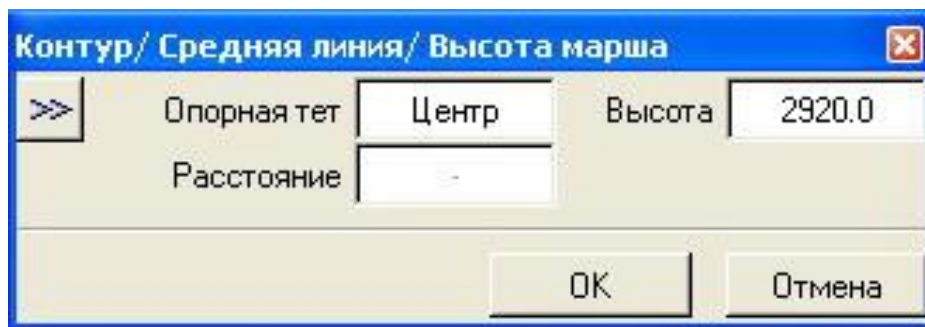 Контур/ Средняя линия/ Высота марша
>> Опорная тет Центр Высота 2920.0
Расстояние -
OK Отмена